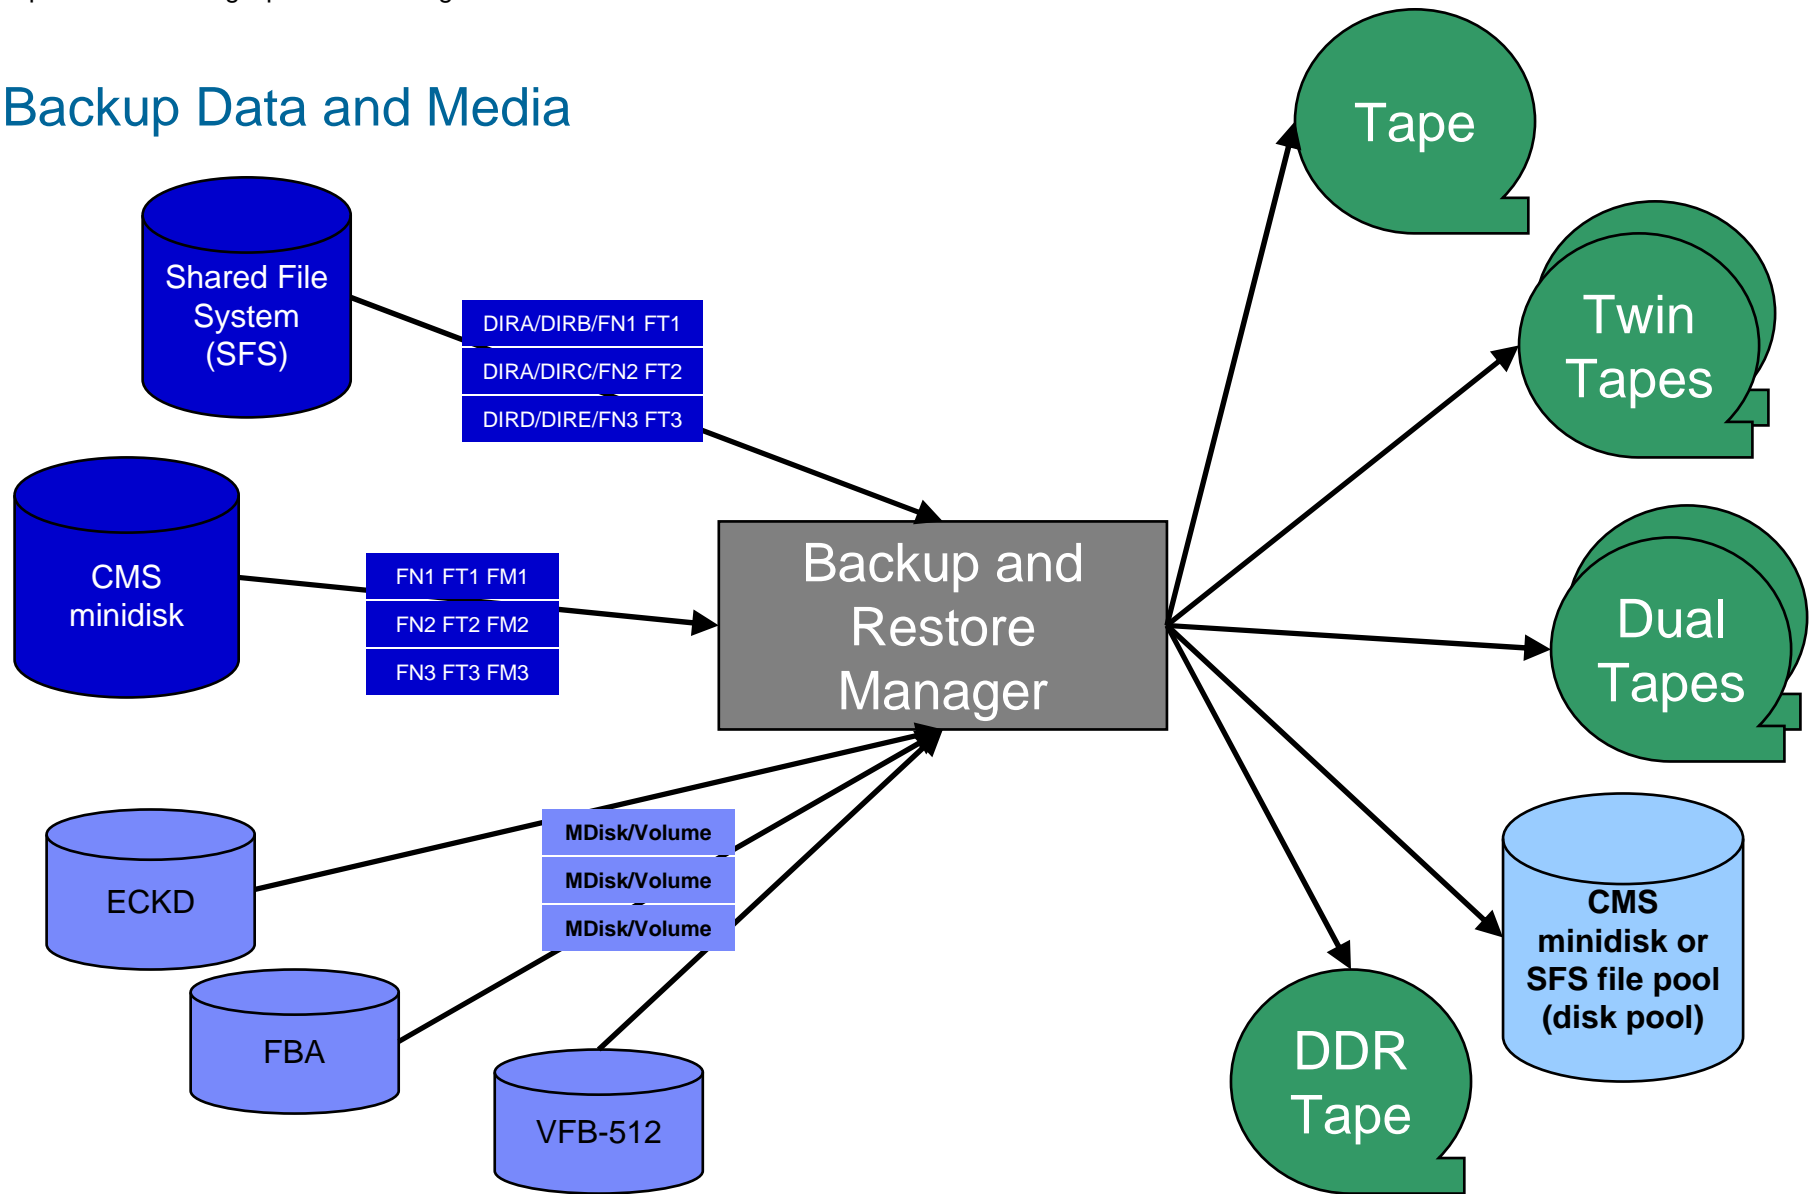 Backup Data and Media
Shared File
System
(SFS)
DIRA/DIRB/FN1 FT1
DIRA/DIRC/FN2 FT2
DIRD/DIRE/FN3 FT3
CMS
minidisk
FN1 FT1 FM1
FN2 FT2 FM2
FN3 FT3 FM3
Backup and
Restore
Manager
ECKD
FBA
VFB-512
MDisk/Volume
MDisk/Volume
MDisk/Volume
Tape
Twin
Tapes
Dual
Tapes
CMS
minidisk or
SFS file pool
(disk pool)
DDR
Tape